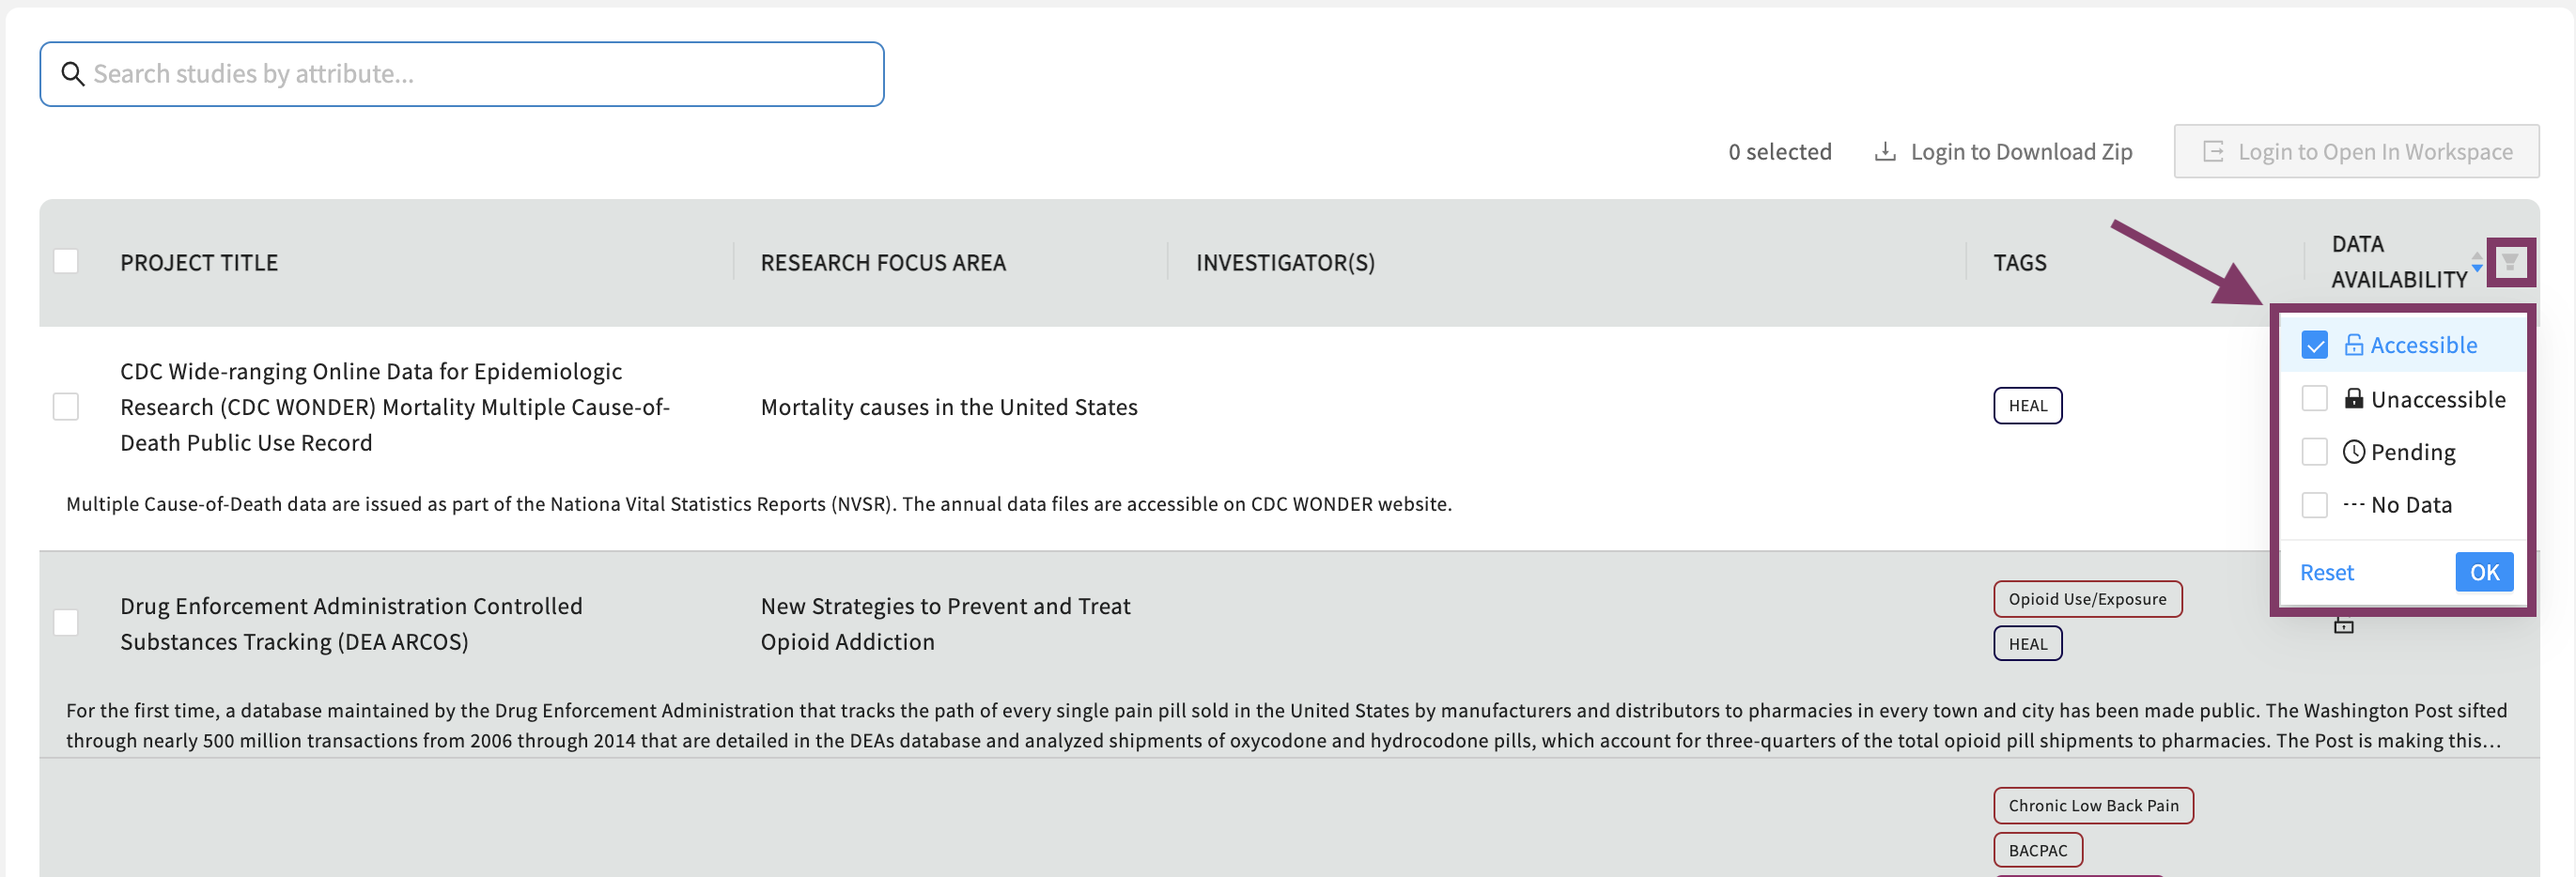 Search studies by attribute...
0 selected
Login to Download Zip
Login to Open In Workspace
PROJECT TITLE
RESEARCH FOCUS AREA
INVESTIGATOR(S)
TAGS
DATA
AVAILABILITY
CDC Wide-ranging Online Data for Epidemiologic
Research (CDC WONDER) Mortality Multiple Cause-of-
Death Public Use Record
Mortality causes in the United States
HEAL
Accessible
Unaccessible
Pending
--- No Data
Reset
OK
Multiple Cause-of-Death data are issued as part of the Nationa Vital Statistics Reports (NVSR). The annual data files are accessible on CDC WONDER website.
Drug Enforcement Administration Controlled
Substances Tracking (DEA ARCOS)
New Strategies to Prevent and Treat
Opioid Addiction
Opioid Use/Exposure
HEAL
For the first time, a database maintained by the Drug Enforcement Administration that tracks the path of every single pain pill sold in the United States by manufacturers and distributors to pharmacies in every town and city has been made public. The Washington Post sifted
through nearly 500 million transactions from 2006 through 2014 that are detailed in the DEAs database and analyzed shipments of oxycodone and hydrocodone pills, which account for three-quarters of the total opioid pill shipments to pharmacies. The Post is making this...
Chronic Low Back Pain
BACPAC